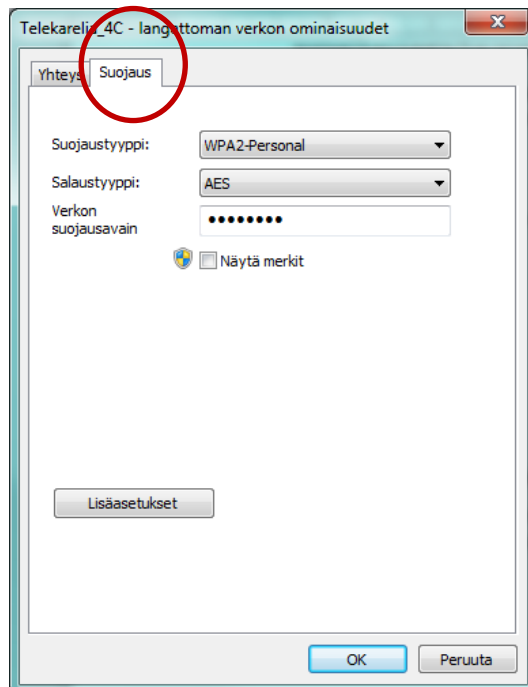 Telekarelia_4C - langattoman verkon ominaisuudet
Yhteys Suojaus
Suojaustyyppi: WPA2-Personal
Salaustyyppi: AES
Verkon
suojausavain ••••••••
Näytä merkit
Lisäasetukset
OK Peruuta